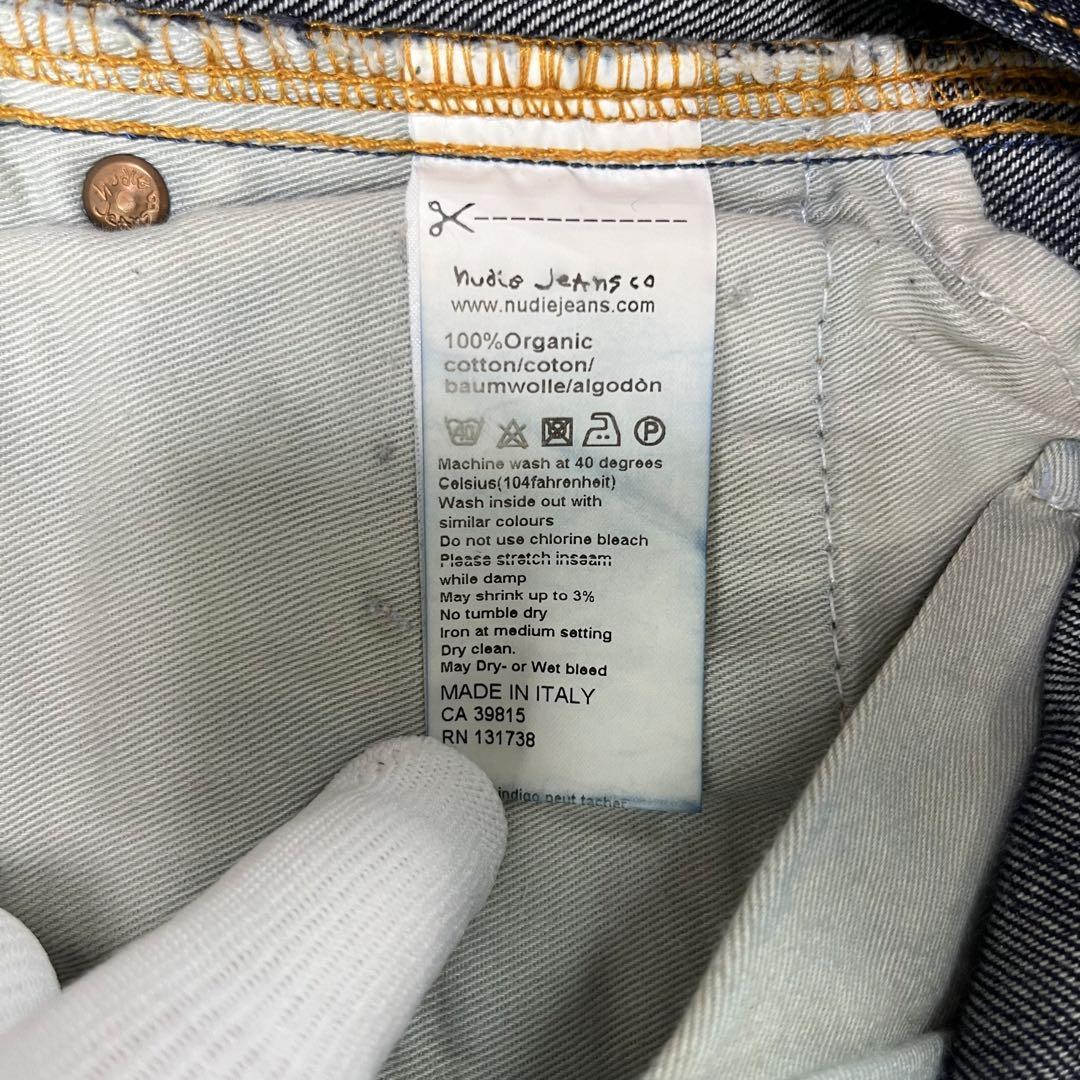 nudie JeAns co
www.nudiejeans.com
100%Organic
cotton/coton/
baumwolle/algodòn
40
P
Machine wash at 40 degrees
Celsius(104fahrenheit)
Wash inside out with
similar colours
Do not use chlorine bleach
Please stretch inseam
while damp
May shrink up to 3%
No tumble dry
Iron at medium setting
Dry clean.
May Dry- or Wet bleed
MADE IN ITALY
CA 39815
RN 131738
indigo peut tacher
Nudie
Jeans